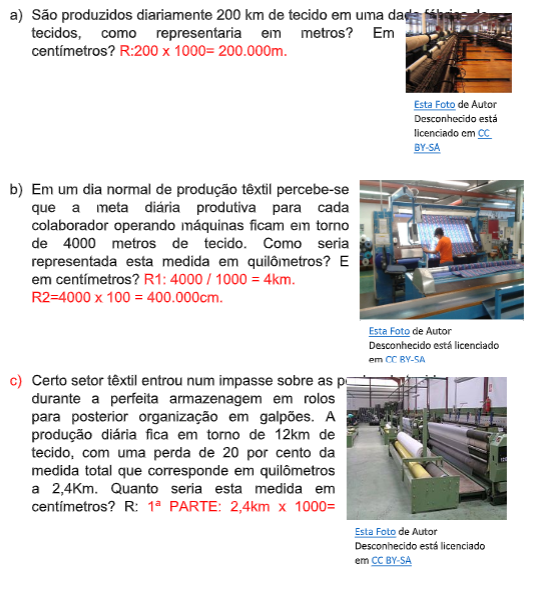 a) São produzidos diariamente 200 km de tecido em uma dada fábrica de
tecidos, como representaria em metros? Em
centímetros? R:200 x 1000= 200.000m.
Esta Foto de Autor
Desconhecido está
licenciado em CC
BY-SA
b) Em um dia normal de produção têxtil percebe-se
que a meta diária produtiva para cada
colaborador operando máquinas ficam em torno
de 4000 metros de tecido. Como seria
representada esta medida em quilômetros? E
em centímetros? R1: 4000 / 1000 = 4km.
R2=4000 x 100 = 400.000cm.
Esta Foto de Autor
Desconhecido está licenciado
em CC BY-SA
c) Certo setor têxtil entrou num impasse sobre as
durante a perfeita armazenagem em rolos
para posterior organização em galpões. A
produção diária fica em torno de 12km de
tecido, com uma perda de 20 por cento da
medida total que corresponde em quilômetros
a 2,4Km. Quanto seria esta medida em
centímetros? R: 1ª PARTE: 2,4km x 1000=
Esta Foto de Autor
Desconhecido está licenciado
em CC BY-SA